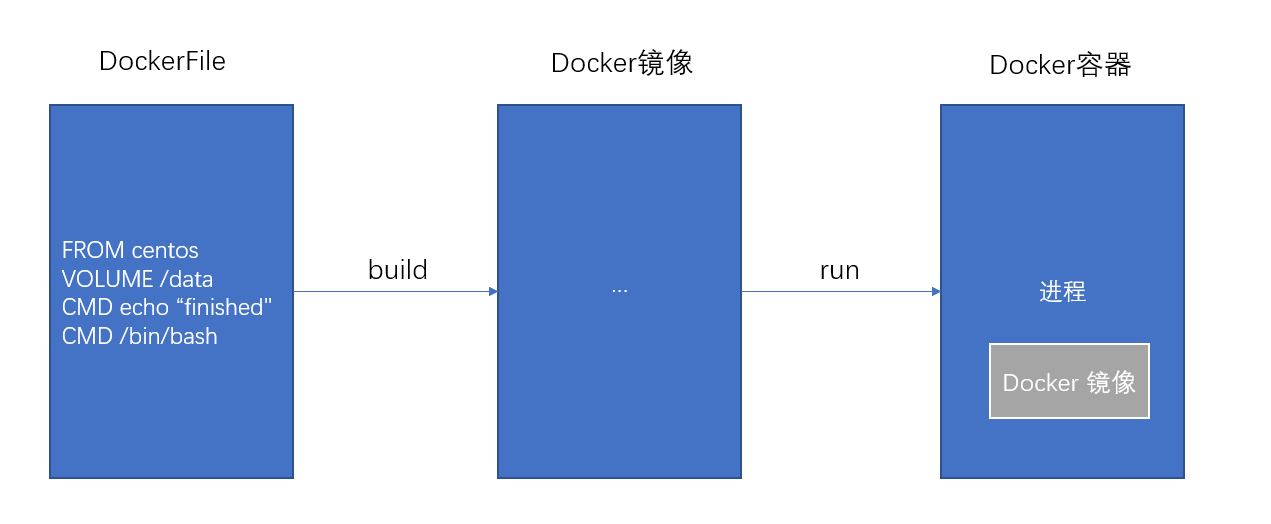 DockerFile
Docker镜像
Docker容器
FROM centos
VOLUME /data
CMD echo “finished"
CMD /bin/bash
build
...
run
进程
Docker 镜像